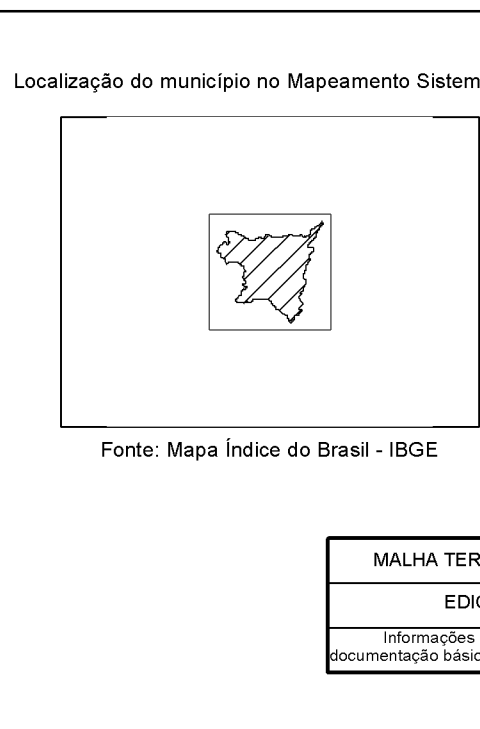 Localização do município no Mapeamento Sistem
Fonte: Mapa Índice do Brasil - IBGE
MALHA TER
EDIÇ
Informações
documentação básic